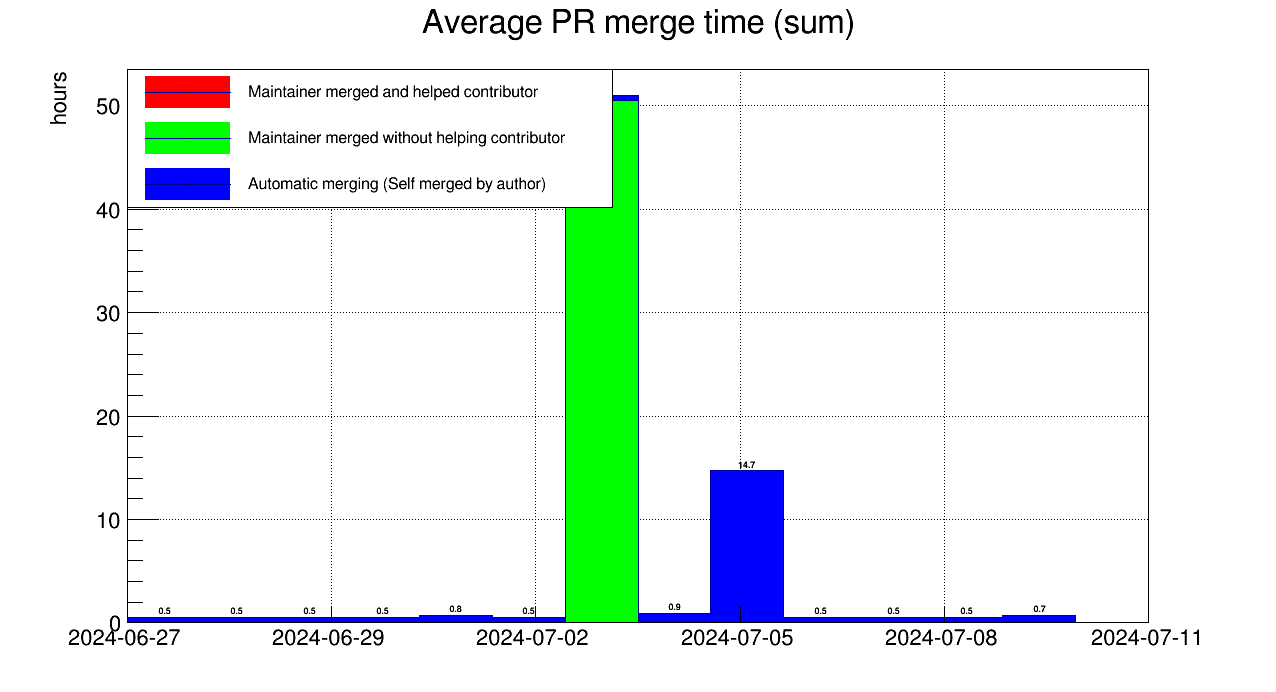 Average PR merge time (sum)
hours
Maintainer merged and helped contributor
Maintainer merged without helping contributor
Automatic merging (Self merged by author)
50
40
30
20
10
0
0.5 0.5 0.5 0.5 0.8 0.5 0.9 14.7 0.5 0.5 0.5 0.7
2024-06-27 2024-06-29 2024-07-02 2024-07-05 2024-07-08 2024-07-11